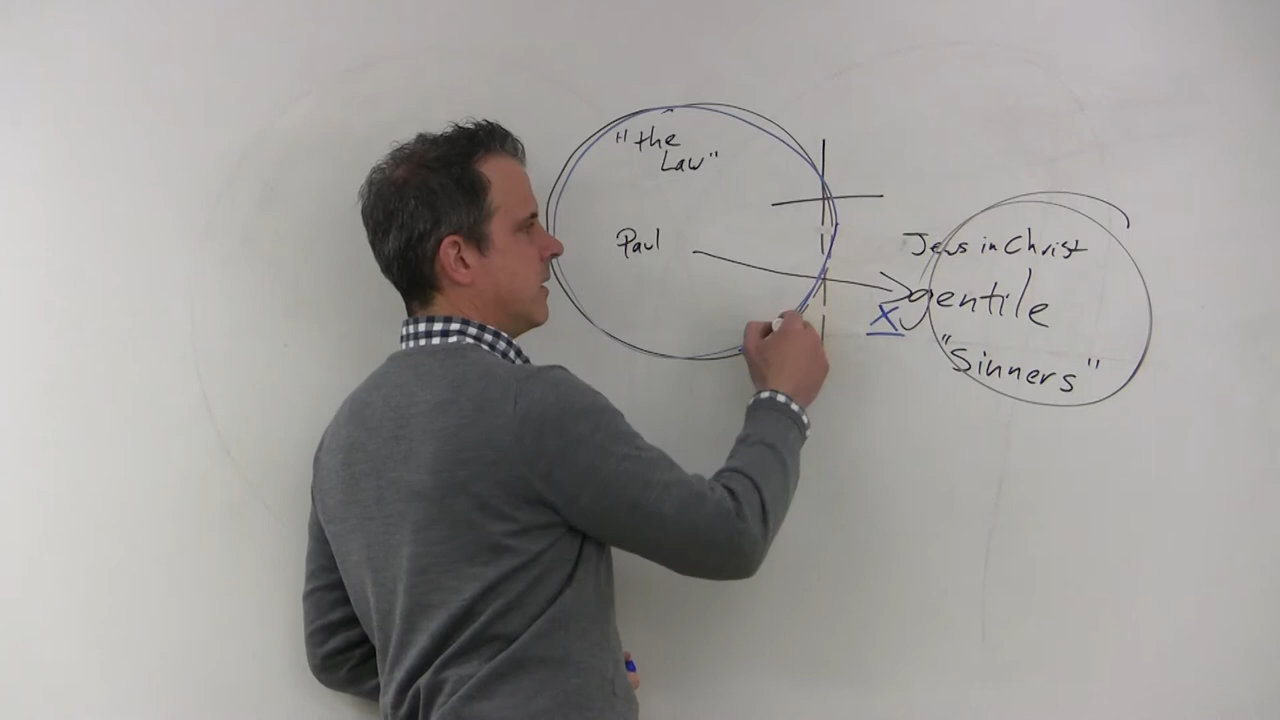 "the
Law"
Paul
Jews in Christ
gentile
X
"Sinners"